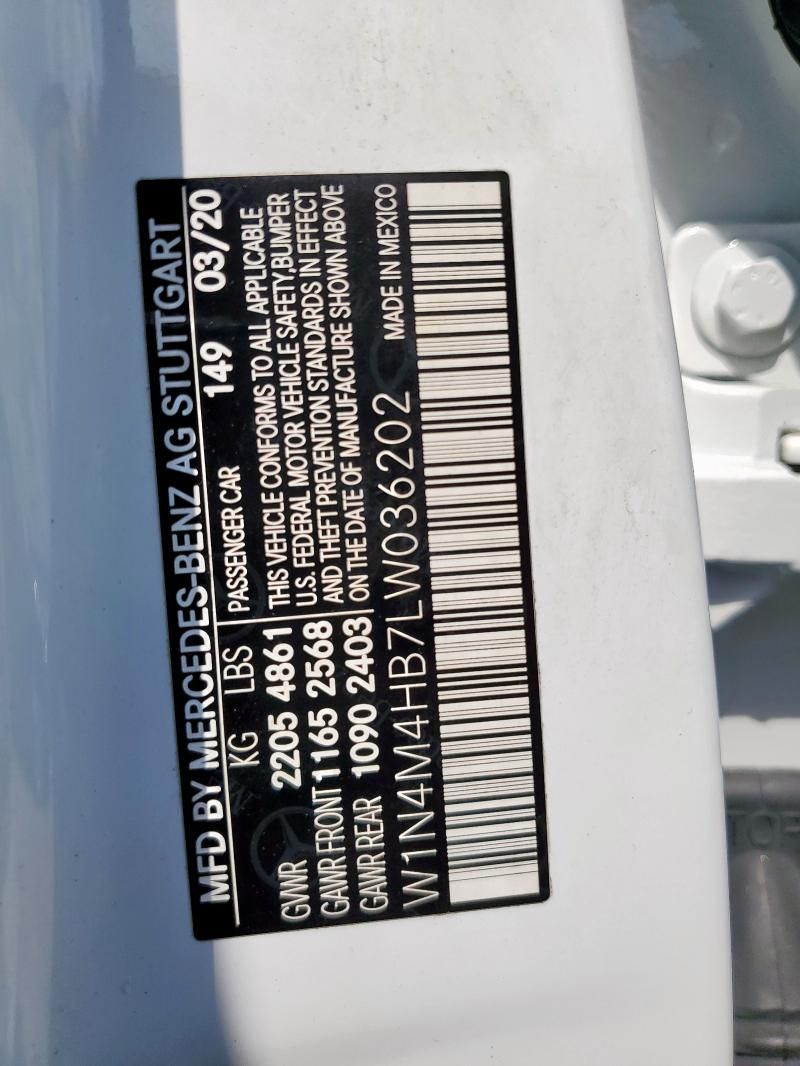 MFD BY MERCEDES-BENZ AG STUTTGART
KG LBS PASSENGER CAR 149 03/20
GVWR 2205 4861
GAWR FRONT 1165 2568
GAWR REAR 1090 2403
THIS VEHICLE CONFORMS TO ALL APPLICABLE
U.S. FEDERAL MOTOR VEHICLE SAFETY,BUMPER
AND THEFT PREVENTION STANDARDS IN EFFECT
ON THE DATE OF MANUFACTURE SHOWN ABOVE
W1N4M4HB7LW036202 MADE IN MEXICO
TOP